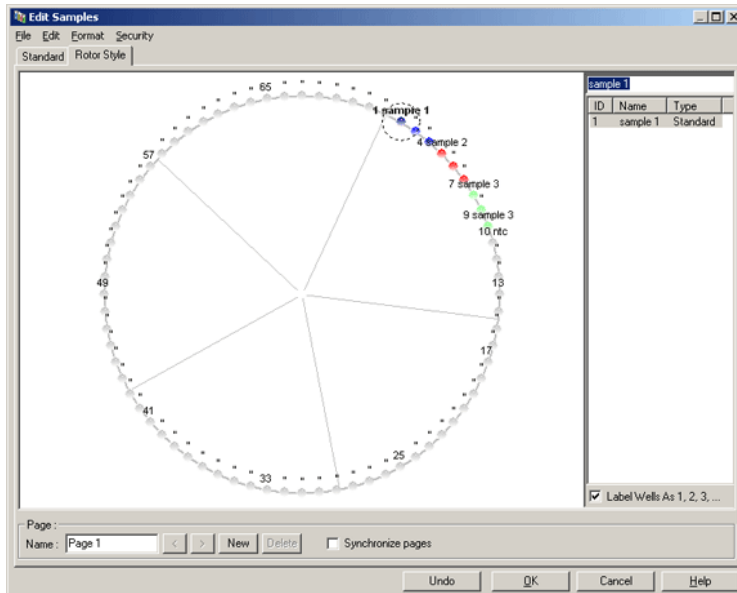 Edit Samples
File Edit Format Security
Standard Rotor Style
65
1 sample 1
4 sample 2
57
7 sample 3
9 sample 3
10 ntc
49
13
17
41
25
33
sample 1
ID Name Type
1 sample 1 Standard
Label Wells As 1, 2, 3, ...
Page :
Name : Page 1 < > New Delete Synchronize pages
Undo OK Cancel Help